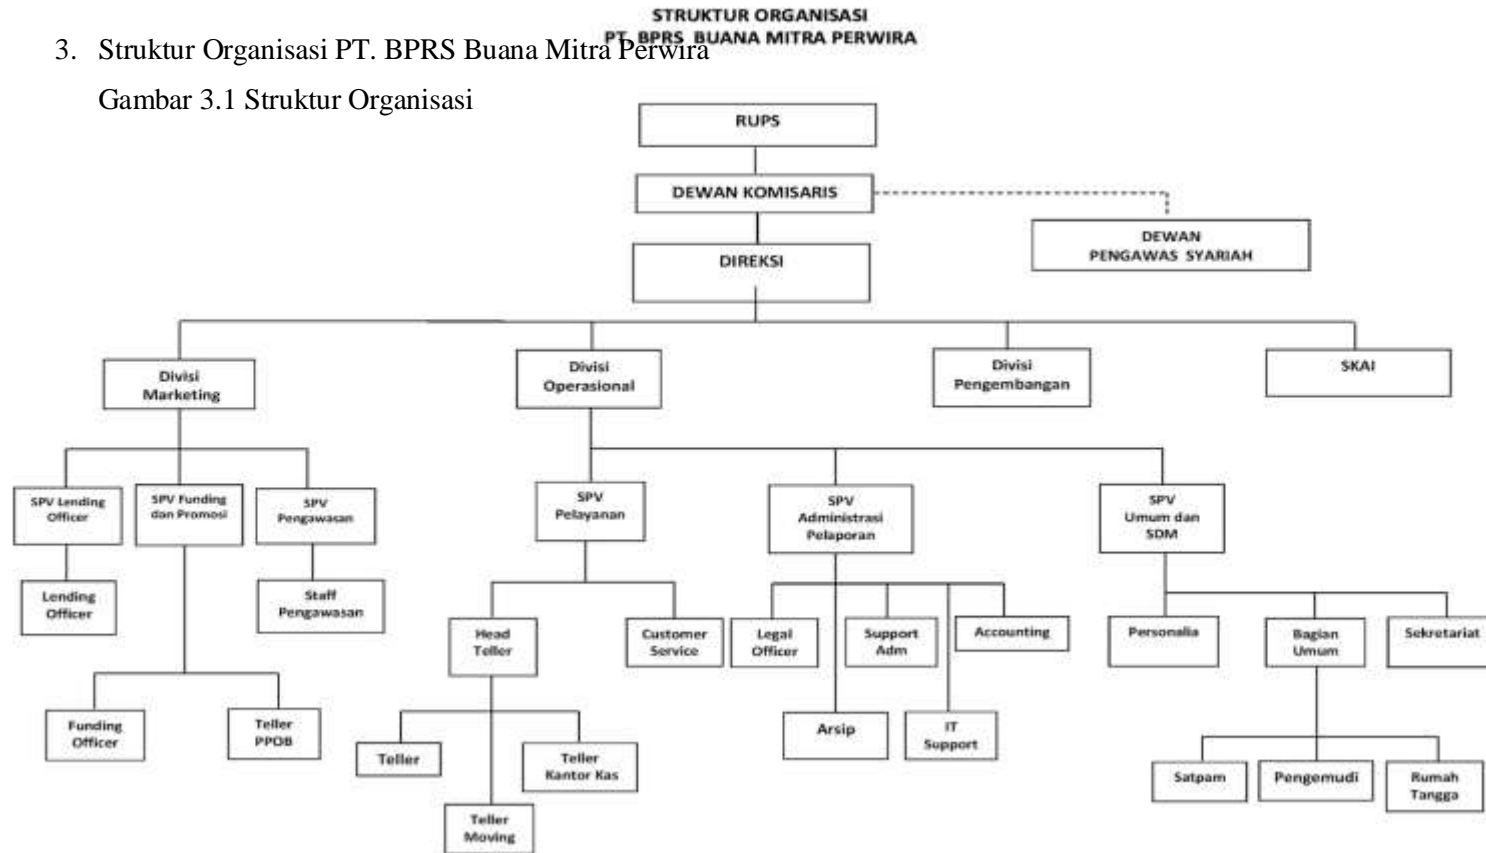 STRUKTUR ORGANISASI
PT. BPRS BUANA MITRA PERWIRA
3. Struktur Organisasi PT. BPRS Buana Mitra Perwira
Gambar 3.1 Struktur Organisasi
RUPS
DEWAN KOMISARIS
DEWAN
PENGAWAS SYARIAH
DIREKSI
Divisi
Marketing
Divisi
Operasional
Divisi
Pengembangan
SKAI
SPV Lending
Officer
SPV Funding
dan Promosi
SPV
Pengawasan
SPV
Pelayanan
SPV
Administrasi
Pelaporan
SPV
Umum dan
SDM
Lending
Officer
Staff
Pengawasan
Head
Teller
Customer
Service
Legal
Officer
Support
Adm
Accounting
Personalia
Bagian
Umum
Sekretariat
Funding
Officer
Teller
PPOB
Teller
Teller
Kantor Kas
Arsip
IT
Support
Satpam
Pengemudi
Rumah
Tangga
Teller
Moving